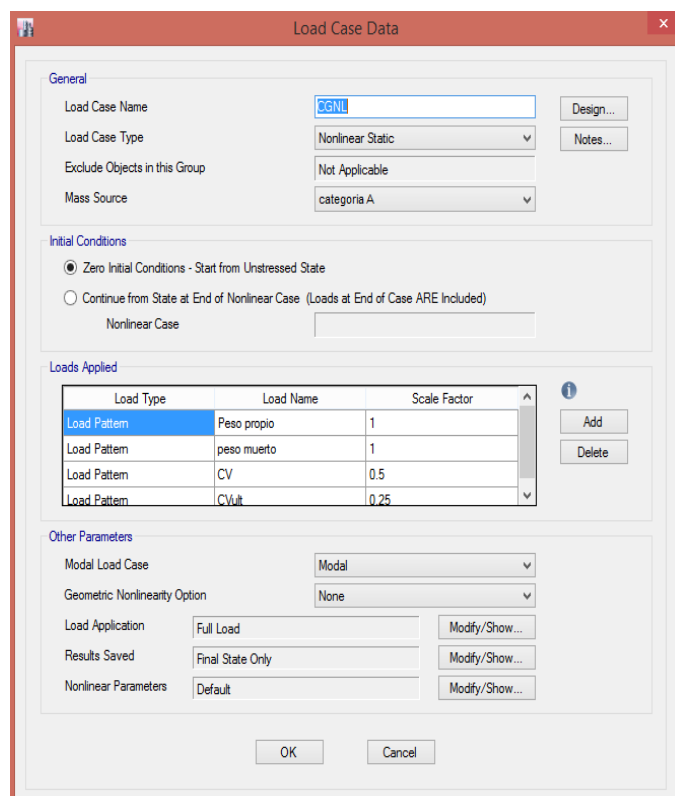 Load Case Data
x
General
Load Case Name CGNL Design...
Load Case Type Nonlinear Static Notes...
Exclude Objects in this Group Not Applicable
Mass Source categoria A
Initial Conditions
Zero Initial Conditions - Start from Unstressed State
Continue from State at End of Nonlinear Case (Loads at End of Case ARE Included)
Nonlinear Case
Loads Applied
Load Type Load Name Scale Factor
Load Pattern Peso propio 1 Add
Load Pattern peso muerto 1 Delete
Load Pattern CV 0.5
Load Pattern CVult 0.25
Other Parameters
Modal Load Case Modal
Geometric Nonlinearity Option None
Load Application Full Load Modify/Show...
Results Saved Final State Only Modify/Show...
Nonlinear Parameters Default Modify/Show...
OK Cancel